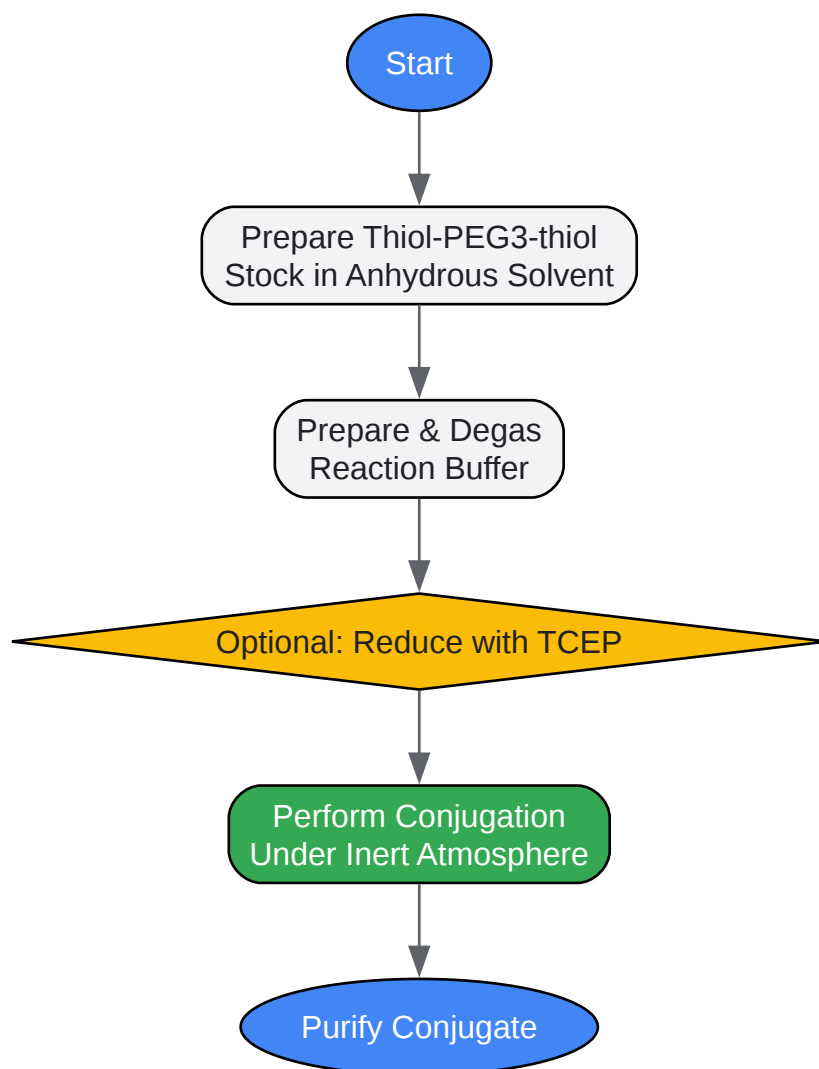 Start
Prepare Thiol-PEG3-thiol
Stock in Anhydrous Solvent
Prepare & Degas
Reaction Buffer
Optional: Reduce with TCEP
Perform Conjugation
Under Inert Atmosphere
Purify Conjugate